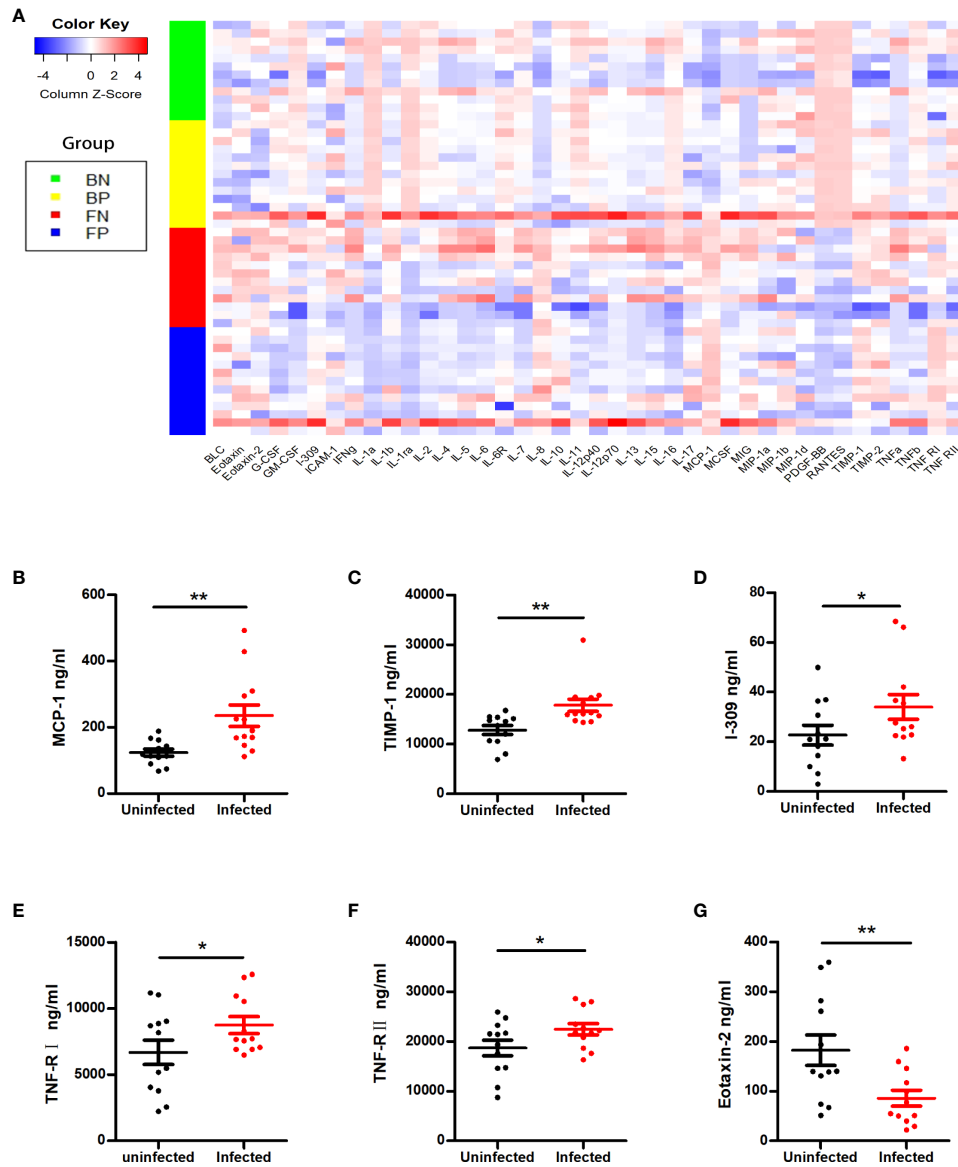 A
Color Key
-4 0 2 4
Column Z-Score
Group
BN
BP
FN
FP
BLC Eotaxin Eotaxin-2 G-CSF GM-CSF I-309 ICAM-1 IFNg IL-1a IL-1b IL-1ra IL-2 IL-4 IL-5 IL-6 IL-6R IL-7 IL-8 IL-10 IL-11 IL-12p40 IL-12p70 IL-13 IL-15 IL-16 IL-17 MCP-1 MCSF MIG MIP-1a MIP-1b MIP-1d PDGF-BB RANTES TIMP-1 TIMP-2 TNFa TNFb TNF RI TNF RII
B
MCP-1 ng/nl
600
400
200
0
**
Uninfected Infected
C
TIMP-1 ng/ml
40000
30000
20000
10000
0
**
Uninfected Infected
D
I-309 ng/ml
80
60
40
20
0
*
Uninfected Infected
E
TNF-R I ng/ml
15000
10000
5000
0
*
uninfected Infected
F
TNF-R II ng/ml
40000
30000
20000
10000
0
*
Uninfected Infected
G
Eotaxin-2 ng/ml
400
300
200
100
0
**
Uninfected Infected